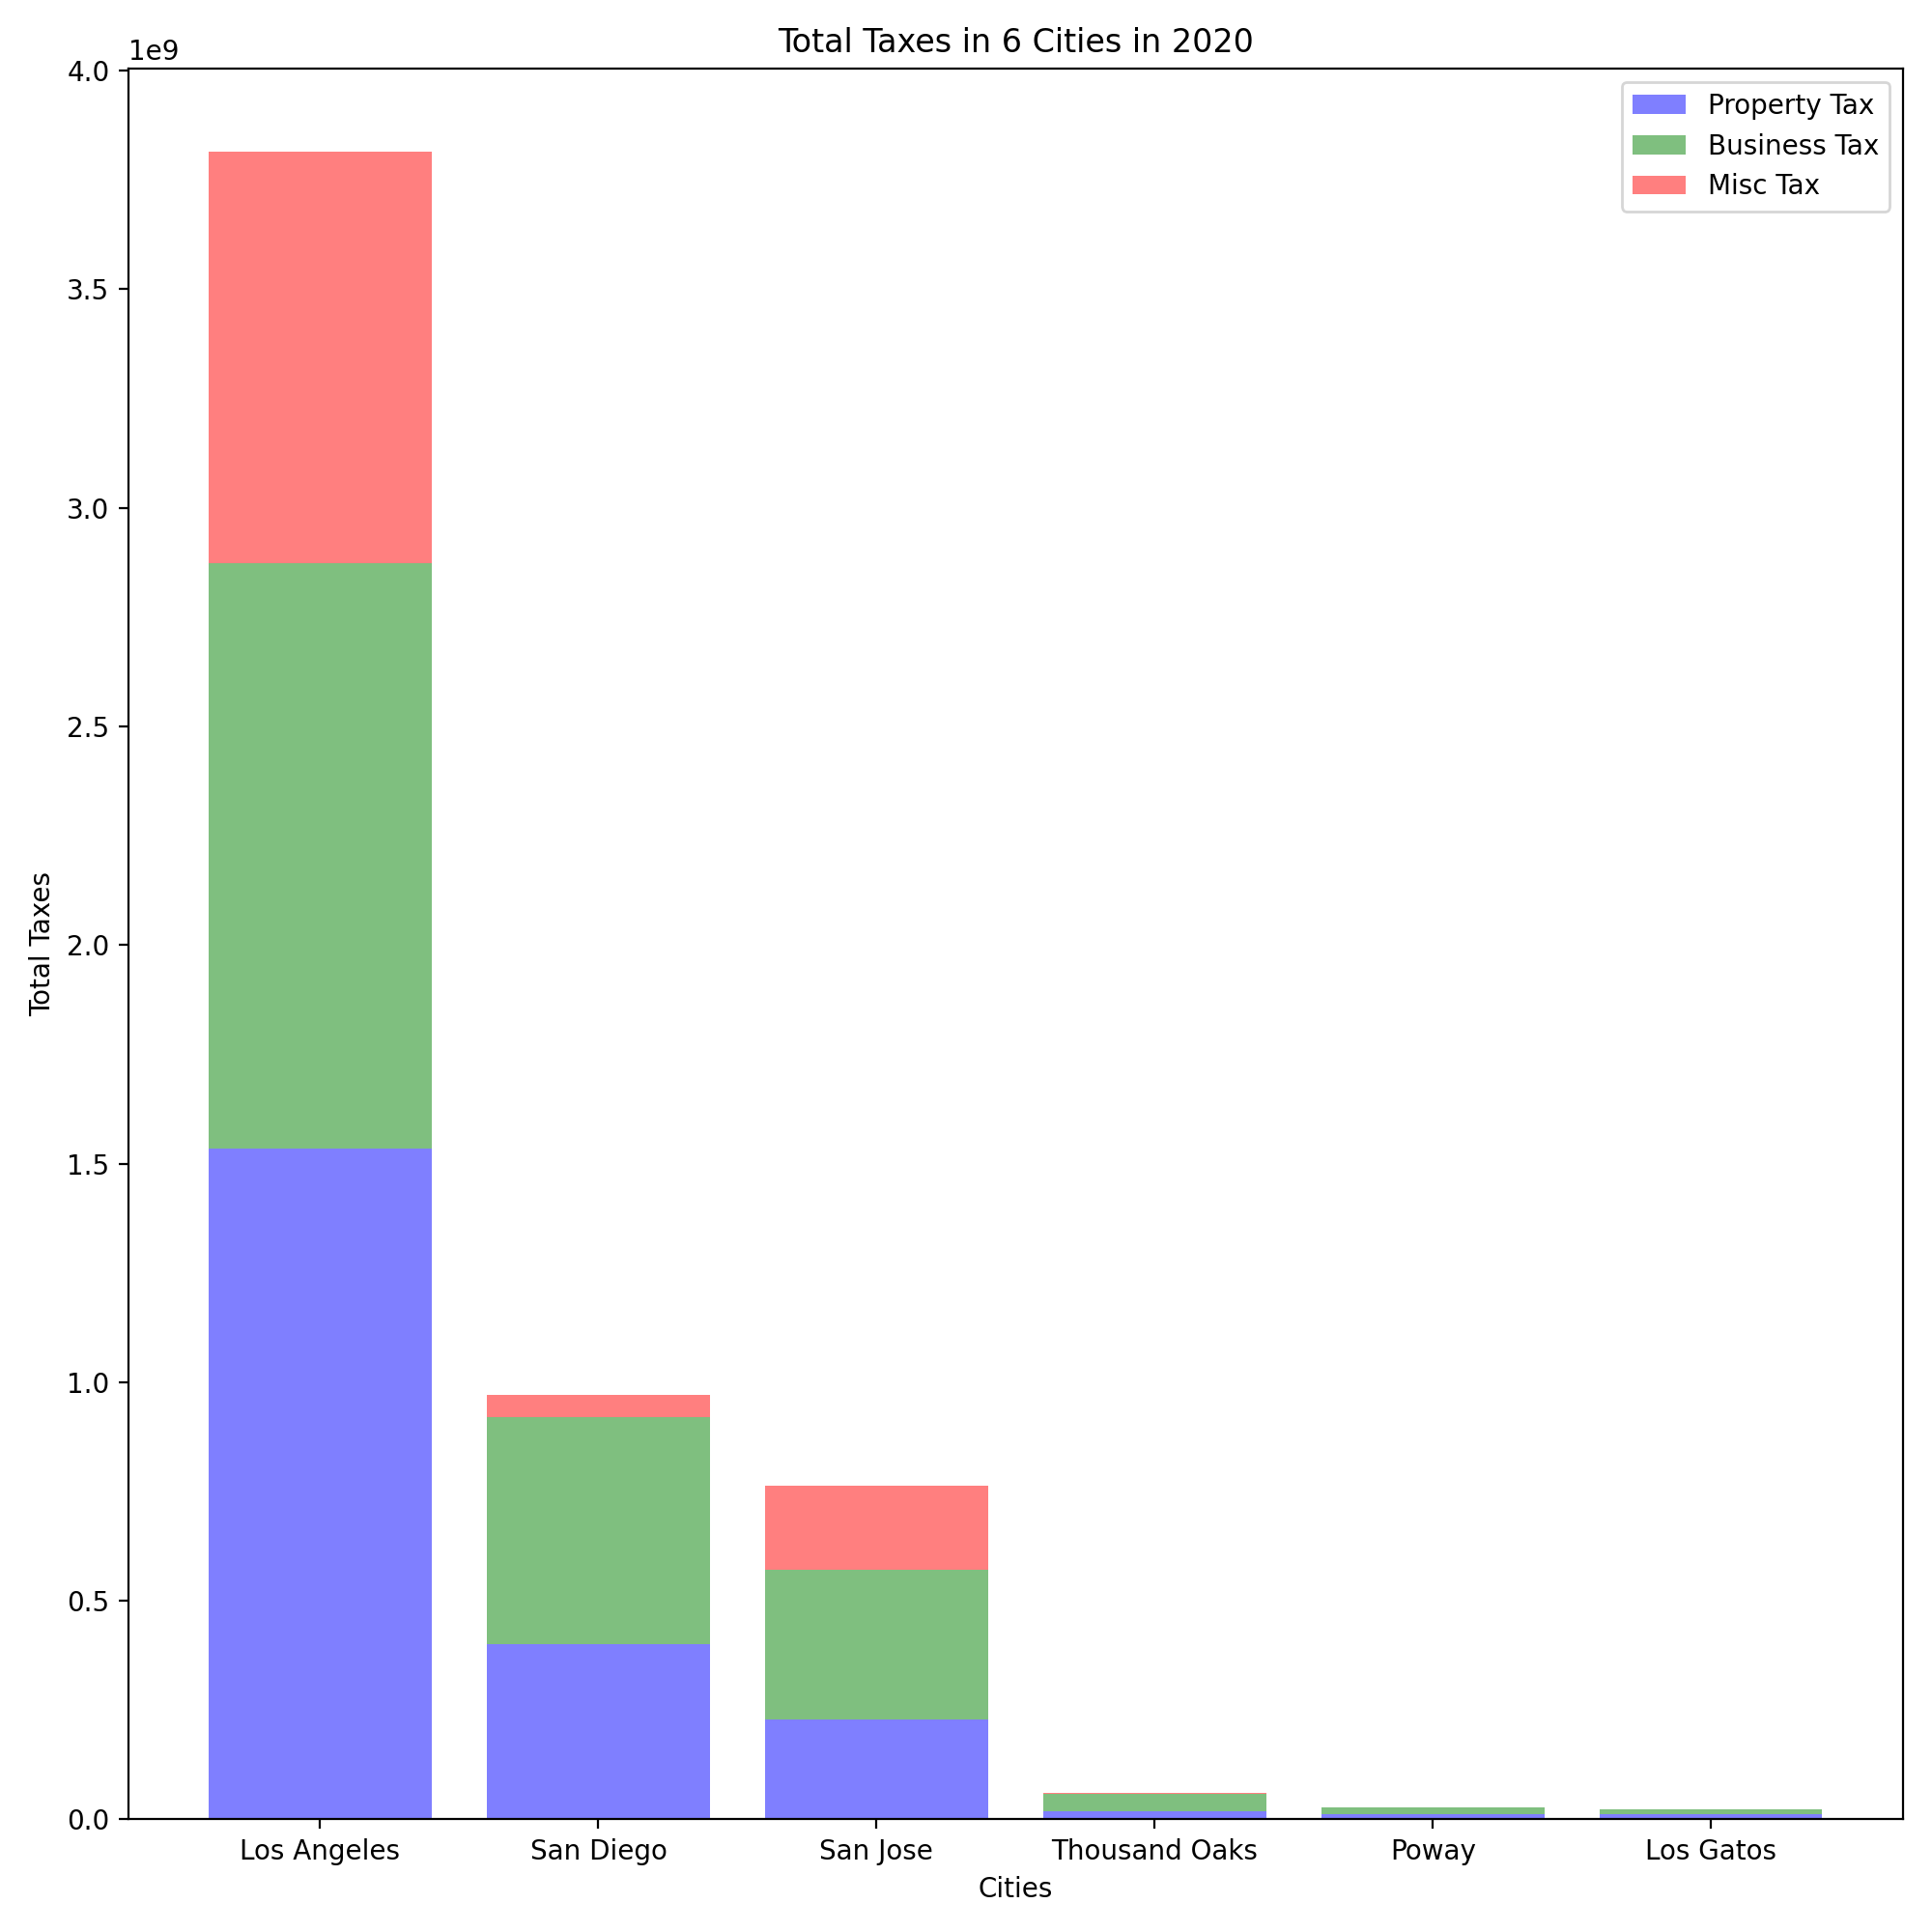 Total Taxes in 6 Cities in 2020
1e9
4.0
3.5
3.0
2.5
2.0
1.5
1.0
0.5
0.0
Total Taxes
Property Tax
Business Tax
Misc Tax
Los Angeles
San Diego
San Jose
Thousand Oaks
Poway
Los Gatos
Cities